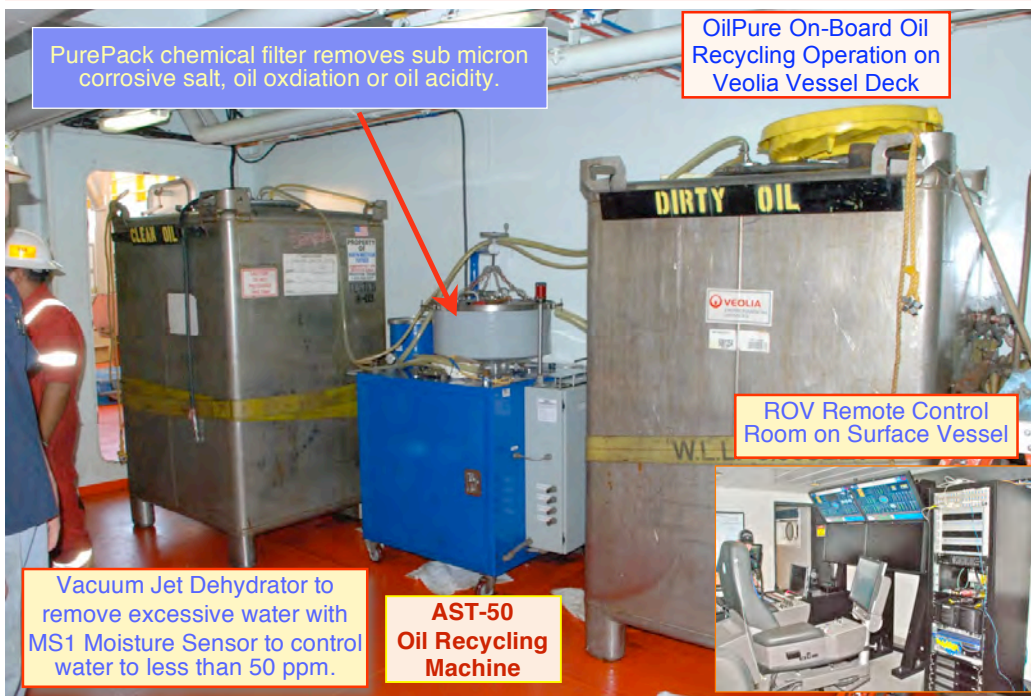 PurePack chemical filter removes sub micron
corrosive salt, oil oxdiation or oil acidity.
OilPure On-Board Oil
Recycling Operation on
Veolia Vessel Deck
CLEAN OIL
PROPERTY
OF
DIRTY OIL
VEOLIA
W.L.L
ROV Remote Control
Room on Surface Vessel
Vacuum Jet Dehydrator to
remove excessive water with
MS1 Moisture Sensor to control
water to less than 50 ppm.
AST-50
Oil Recycling
Machine